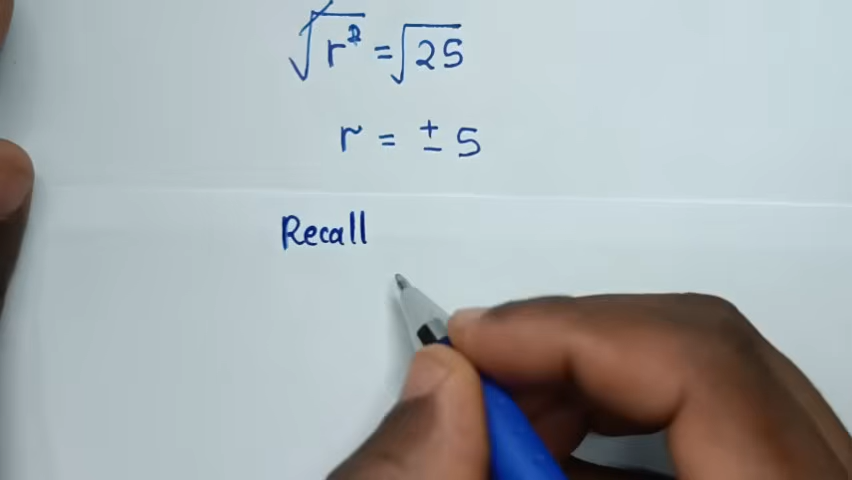 √r² = √25
r = ± 5
Recall